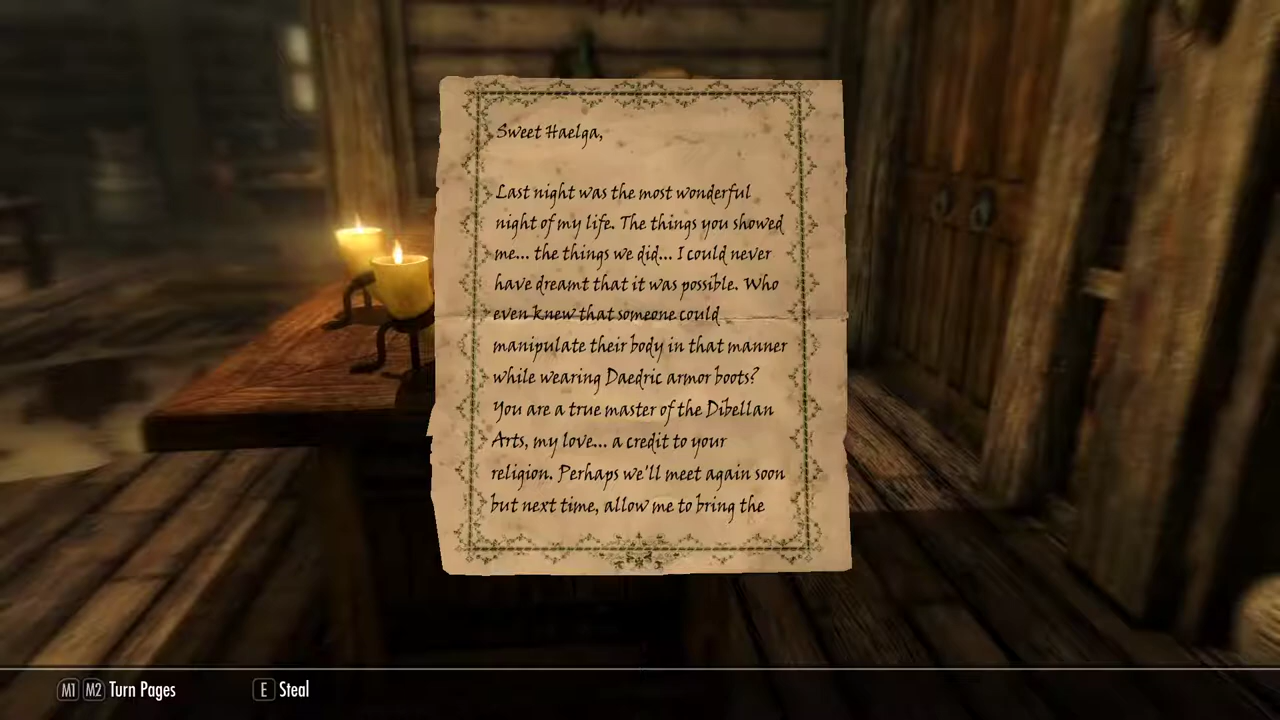 Sweet Haelga,
Last night was the most wonderful
night of my life. The things you showed
me... the things we did... I could never
have dreamt that it was possible. Who
even knew that someone could
manipulate their body in that manner
while wearing Daedric armor boots?
You are a true master of the Dibellan
Arts, my love... a credit to your
religion. Perhaps we'll meet again soon
but next time, allow me to bring the
M1 M2 Turn Pages
E Steal